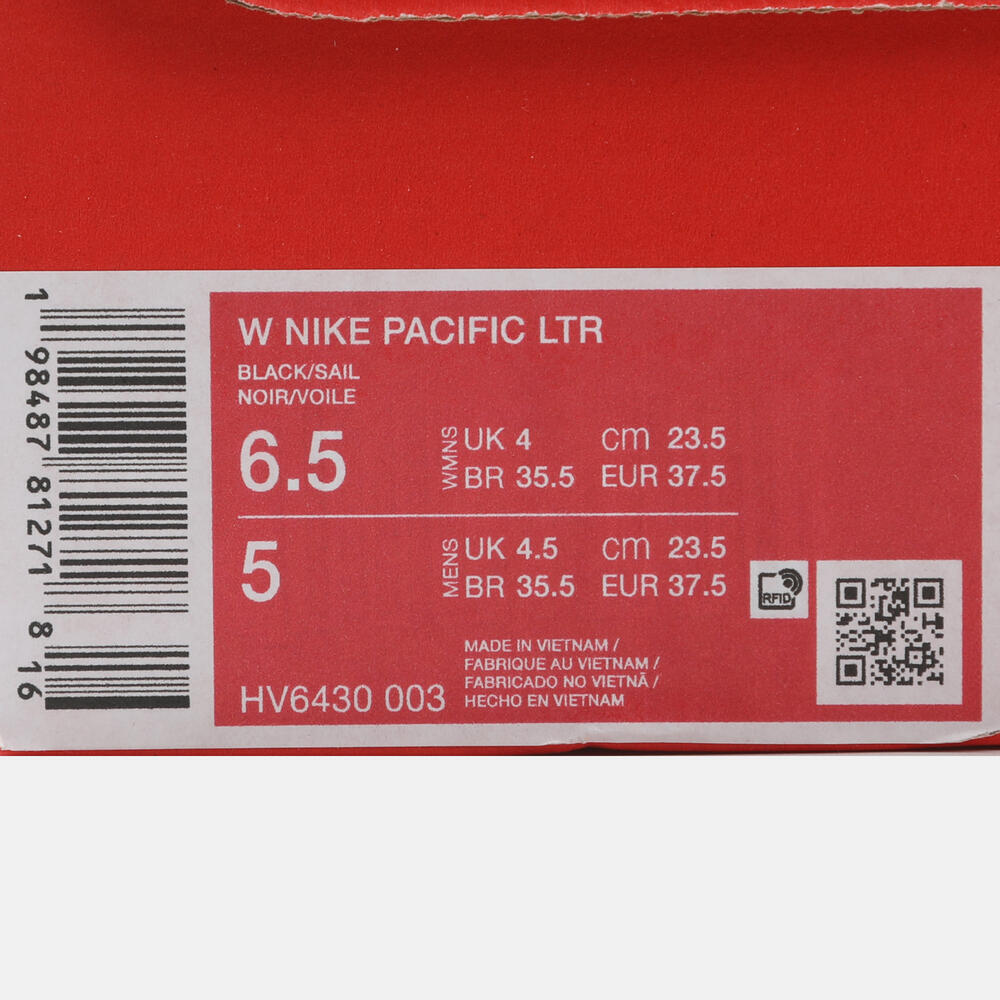 W NIKE PACIFIC LTR
BLACK/SAIL
NOIR/VOILE
6.5
WMNS
UK 4 cm 23.5
BR 35.5 EUR 37.5
5
MENS
UK 4.5 cm 23.5
BR 35.5 EUR 37.5
RFID
MADE IN VIETNAM /
FABRIQUE AU VIETNAM /
FABRICADO NO VIETNÃ /
HECHO EN VIETNAM
HV6430 003
1 98487 81271 8 16